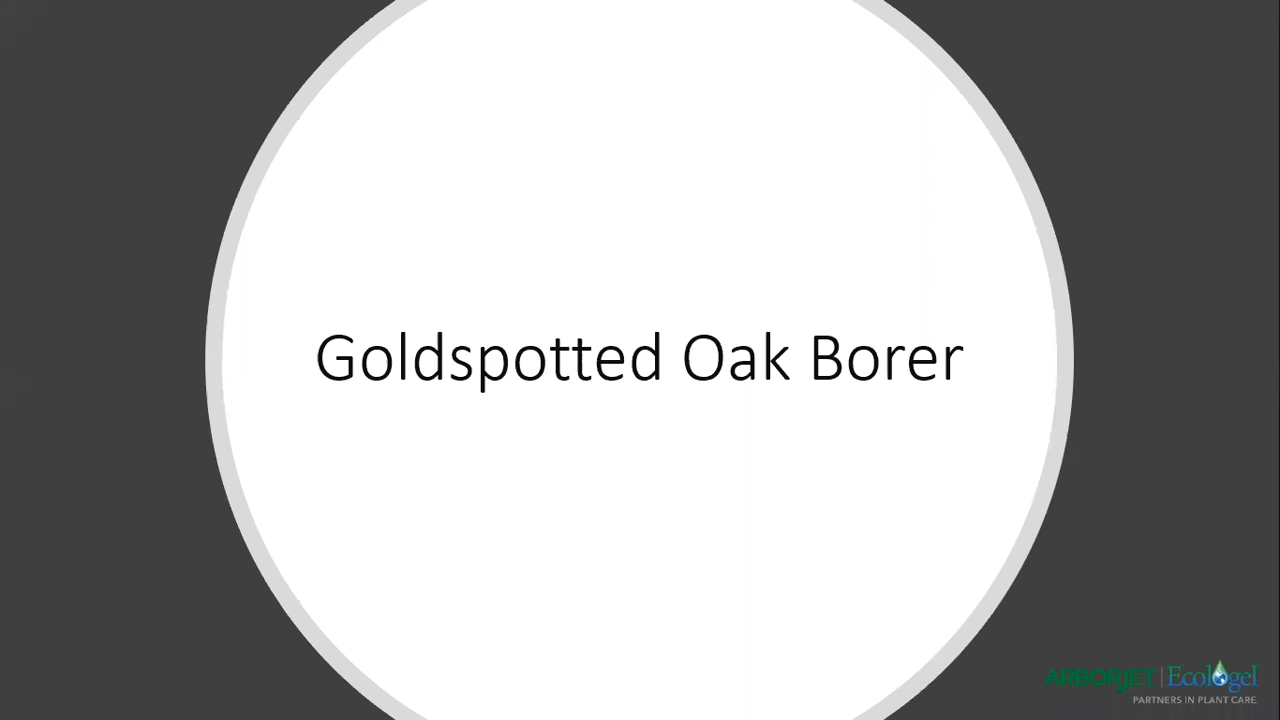 Goldspotted Oak Borer
ARBORJET | Ecologel
PARTNERS IN PLANT CARE